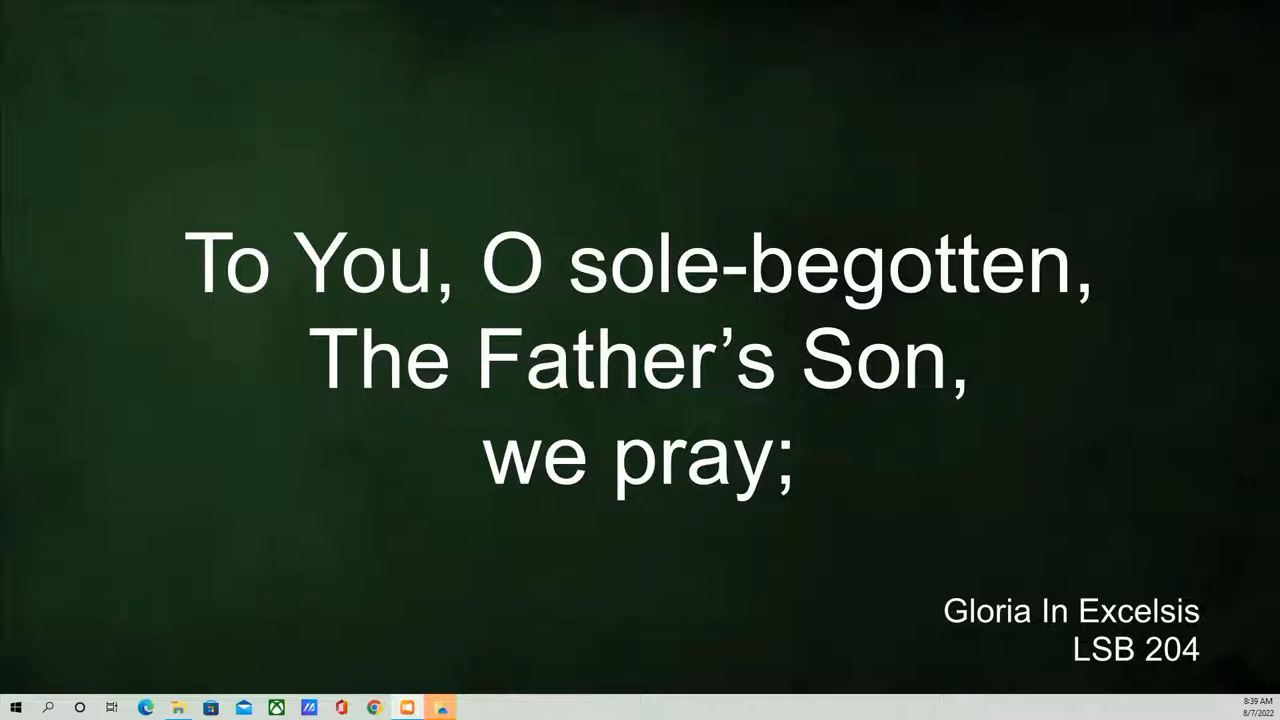 To You, O sole-begotten,
The Father’s Son,
we pray;
Gloria In Excelsis
LSB 204
8:39 AM
8/7/2022